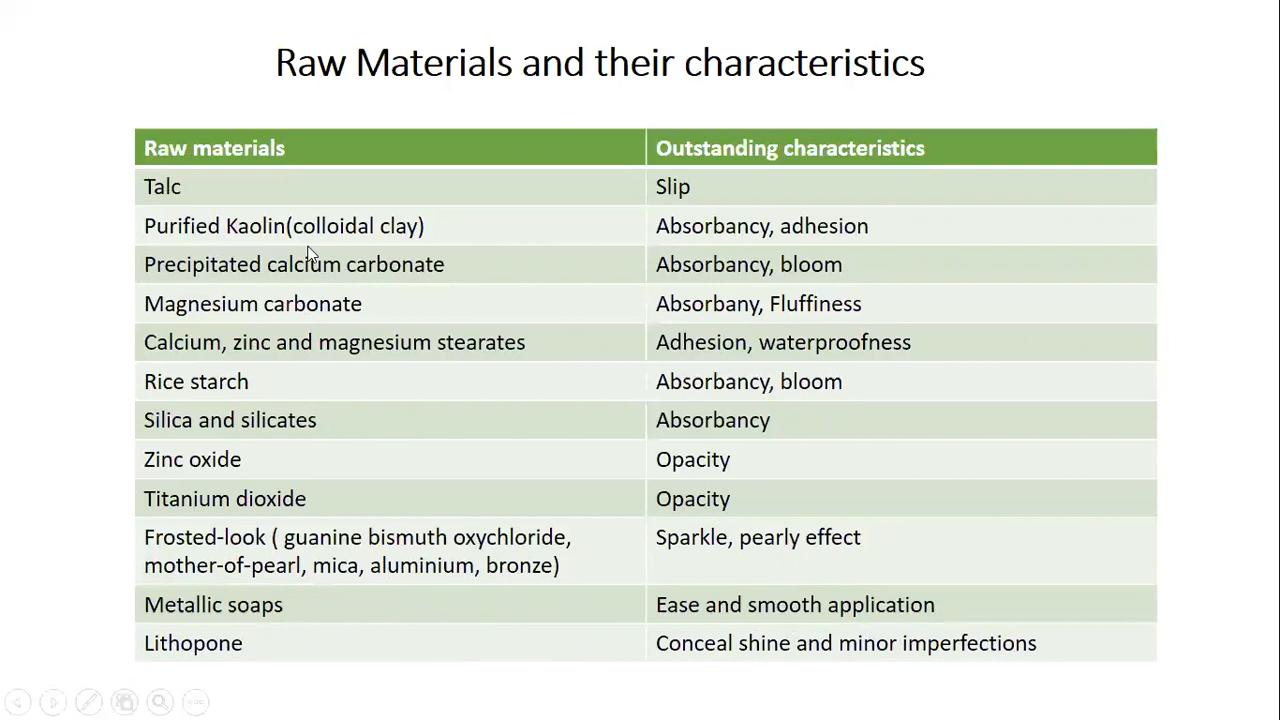 Raw Materials and their characteristics
Raw materials Outstanding characteristics
Talc Slip
Purified Kaolin(colloidal clay) Absorbancy, adhesion
Precipitated calcium carbonate Absorbancy, bloom
Magnesium carbonate Absorbany, Fluffiness
Calcium, zinc and magnesium stearates Adhesion, waterproofness
Rice starch Absorbancy, bloom
Silica and silicates Absorbancy
Zinc oxide Opacity
Titanium dioxide Opacity
Frosted-look ( guanine bismuth oxychloride, Sparkle, pearly effect
mother-of-pearl, mica, aluminium, bronze)
Metallic soaps Ease and smooth application
Lithopone Conceal shine and minor imperfections